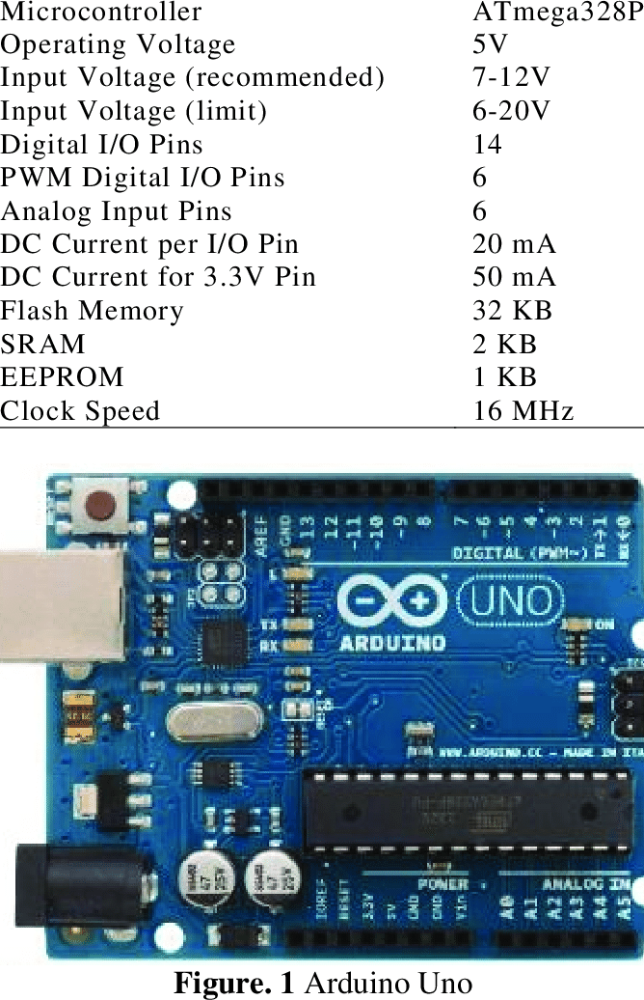 Microcontroller ATmega328P
Operating Voltage 5V
Input Voltage (recommended) 7-12V
Input Voltage (limit) 6-20V
Digital I/O Pins 14
PWM Digital I/O Pins 6
Analog Input Pins 6
DC Current per I/O Pin 20 mA
DC Current for 3.3V Pin 50 mA
Flash Memory 32 KB
SRAM 2 KB
EEPROM 1 KB
Clock Speed 16 MHz
AREF GND 13 12 ~11 ~10 ~9 8 7 ~6 ~5 4 ~3 2 TX→1 RX←0
DIGITAL (PWM~)
L
UNO
TX
RX
ARDUINO
ON
WWW.ARDUINO.CC - MADE IN ITA
47 25V 47 25V
POWER ANALOG IN
IOREF RESET 3.3V 5V GND GND Vin A0 A1 A2 A3 A4 A5
Figure. 1 Arduino Uno